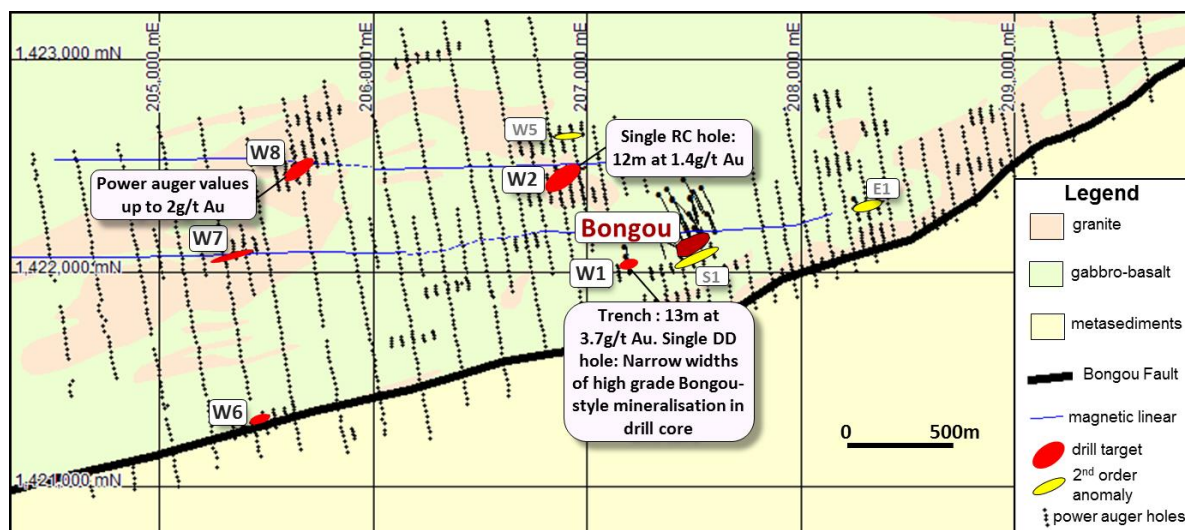 205,000 mE
206,000 mE
207,000 mE
208,000 mE
209,000 mE
1,423,000 mN
1,422,000 mN
1,421,000 mN
W5
Single RC hole:
12m at 1.4g/t Au
W8
W2
Power auger values
up to 2g/t Au
E1
Bongou
W7
W1
S1
Trench : 13m at
3.7g/t Au. Single DD
hole: Narrow widths
of high grade Bongou-
style mineralisation in
drill core
W6
0 500m
Legend
granite
gabbro-basalt
metasediments
Bongou Fault
magnetic linear
drill target
2nd order
anomaly
power auger holes